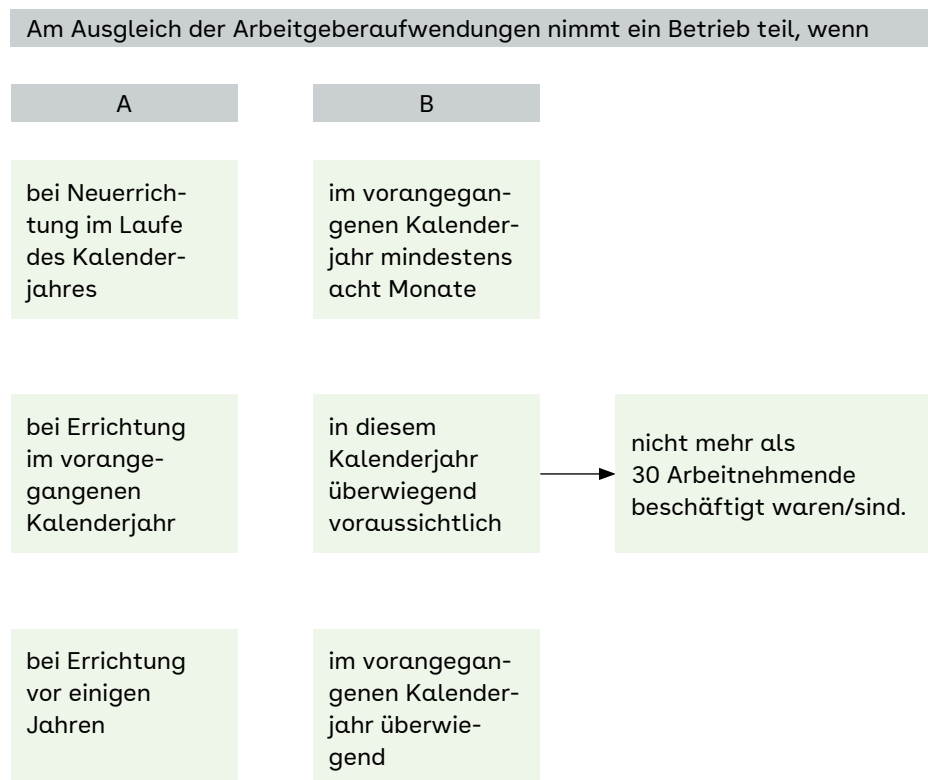 Am Ausgleich der Arbeitgeberaufwendungen nimmt ein Betrieb teil, wenn
A
B
bei Neuerrich-
tung im Laufe
des Kalender-
jahres
im vorangegan-
genen Kalender-
jahr mindestens
acht Monate
bei Errichtung
im vorange-
gangenen
Kalenderjahr
in diesem
Kalenderjahr
überwiegend
voraussichtlich
nicht mehr als
30 Arbeitnehmende
beschäftigt waren/sind.
bei Errichtung
vor einigen
Jahren
im vorangegan-
genen Kalender-
jahr überwie-
gend